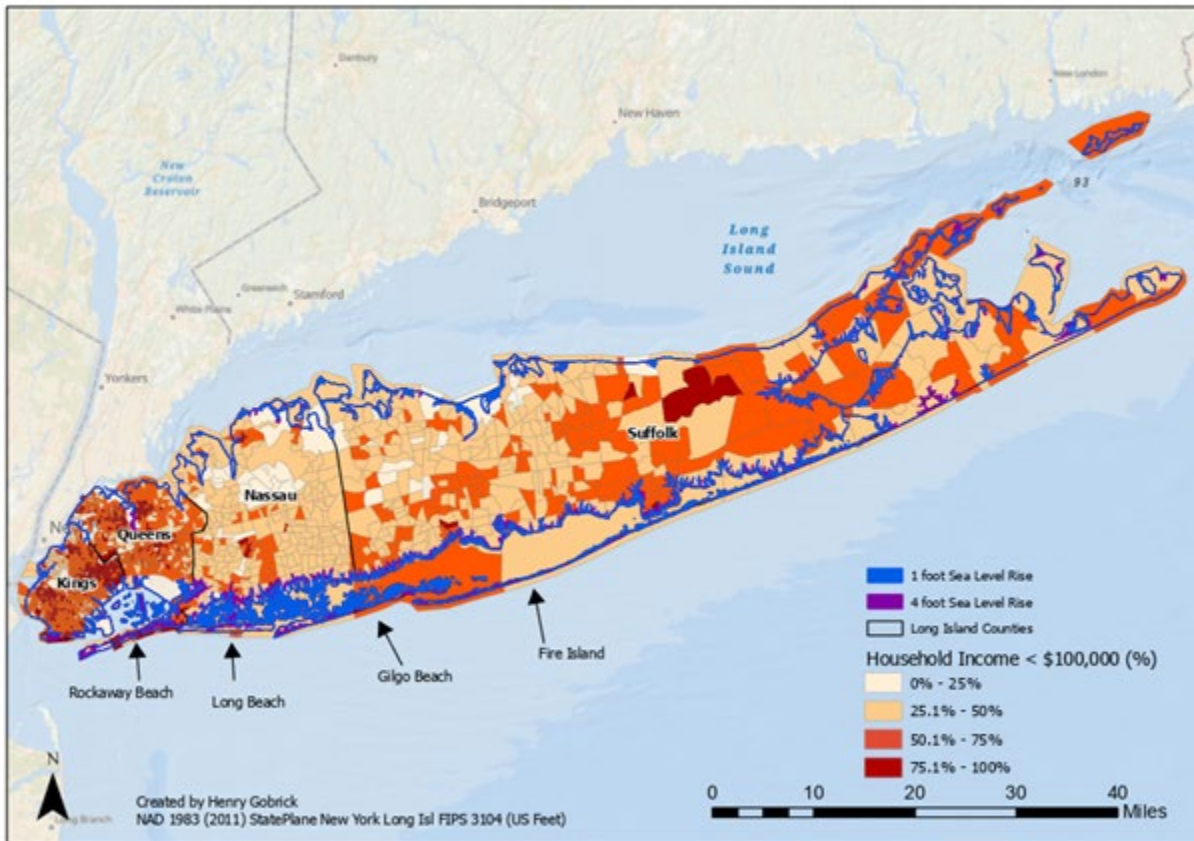 Danbury
New London
New Haven
New
Croton
Reservoir
93
Bridgeport
Long
Island
Sound
Greenwich
Stamford
White Plains
Yonkers
Suffolk
Nassau
Queens
Kings
1 foot Sea Level Rise
4 foot Sea Level Rise
Long Island Counties
Household Income < $100,000 (%)
0% - 25%
25.1% - 50%
50.1% - 75%
75.1% - 100%
Fire Island
Gilgo Beach
Rockaway Beach
Long Beach
N
0 10 20 30 40
Miles
Created by Henry Gobrick
NAD 1983 (2011) StatePlane New York Long Isl FIPS 3104 (US Feet)
Long Branch